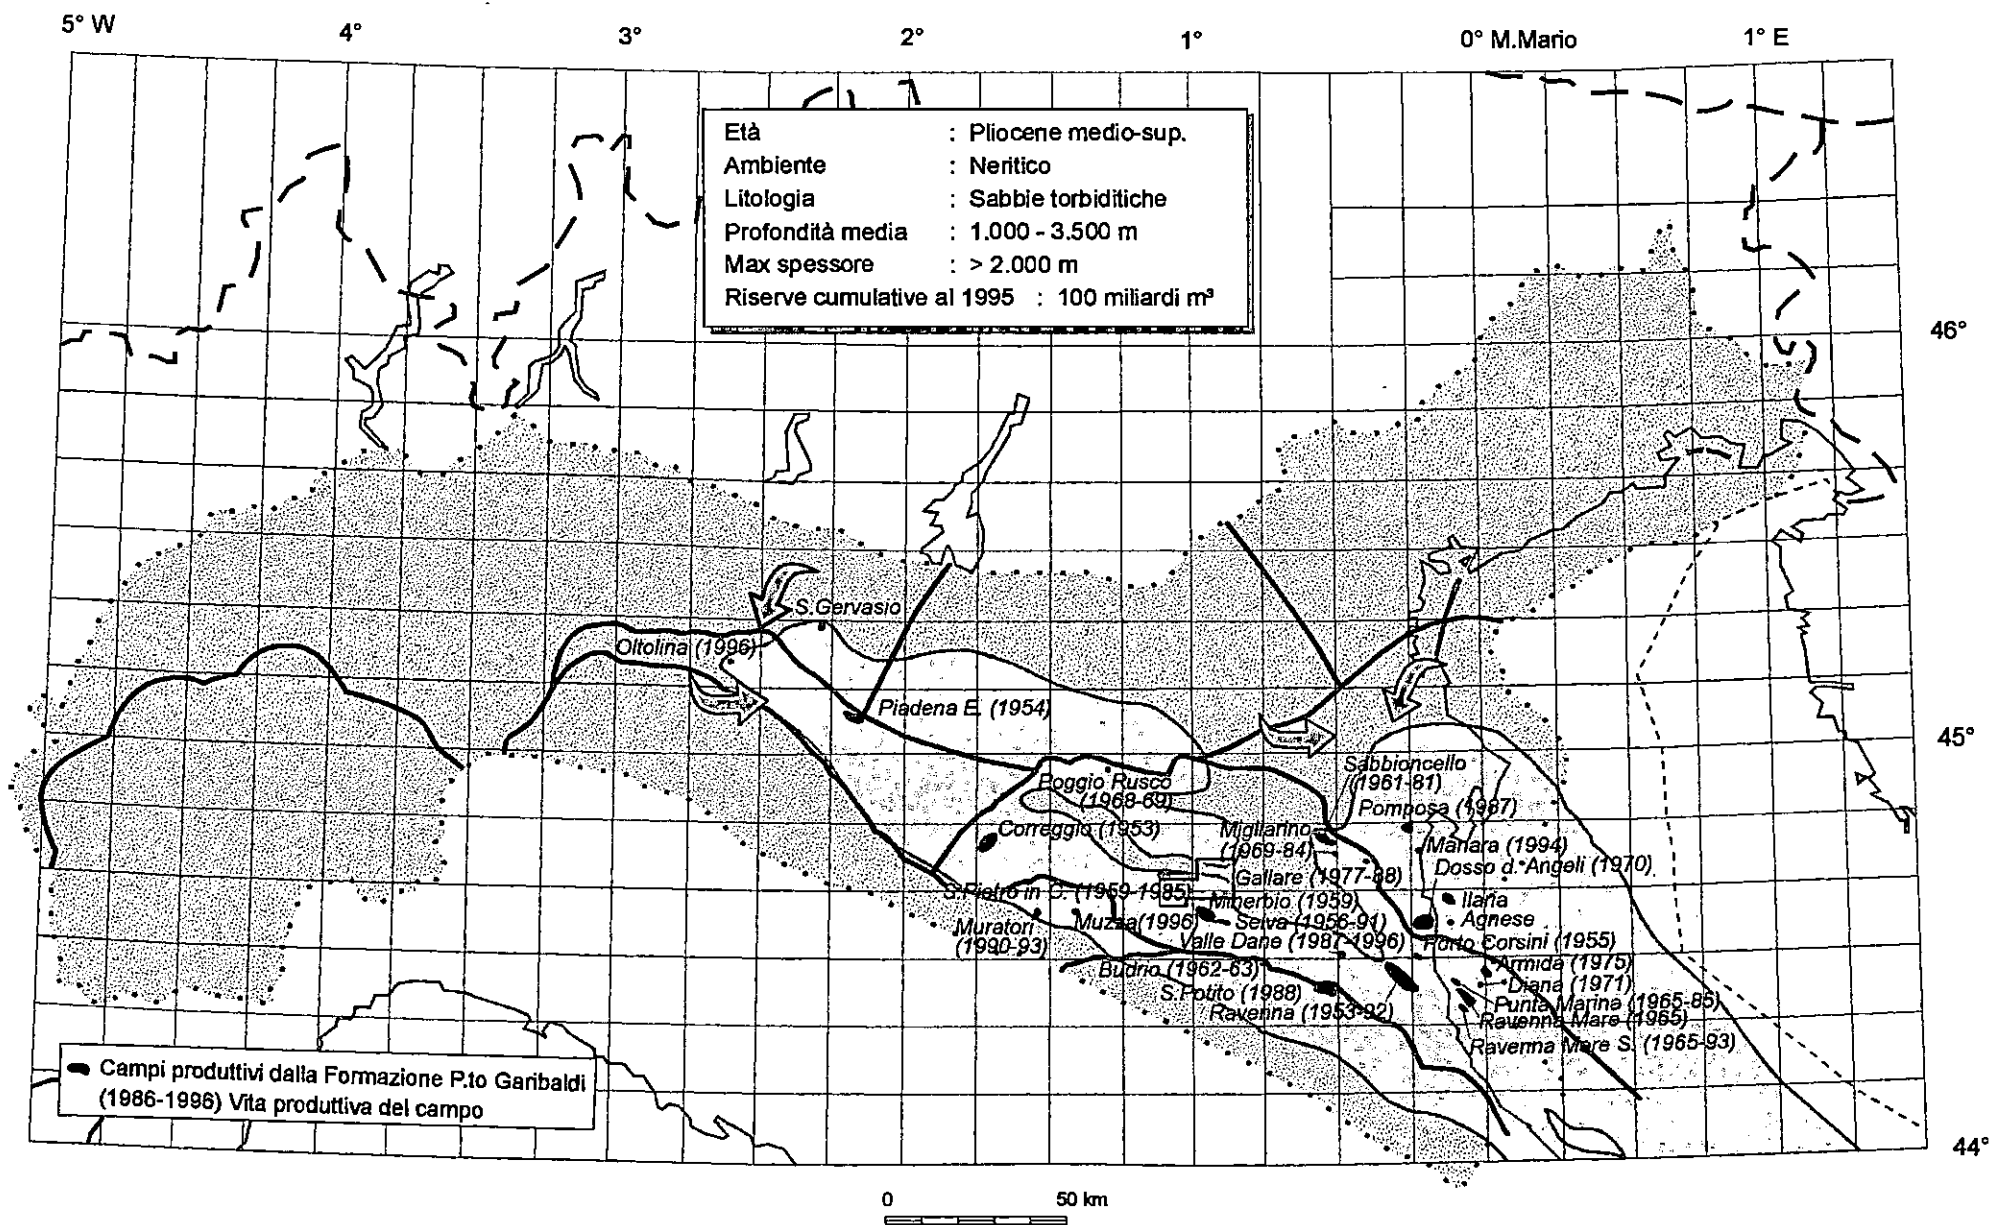 5° W 4° 3° 2° 1° 0° M.Mario 1° E
Età : Pliocene medio-sup.
Ambiente : Neritico
Litologia : Sabbie torbiditiche
Profondità media : 1.000 - 3.500 m
Max spessore : > 2.000 m
Riserve cumulative al 1995 : 100 miliardi m³
46°
S.Gervasio
Oltolina (1996)
Piadena E. (1954)
45°
Sabbioncello
(1961-81)
Poggio Rusco
(1968-69)
Pomposa (1987)
Correggio (1953)
Migliarino
(1969-84)
Manara (1994)
Dosso d. Angeli (1970)
Gallare (1977-88)
S.Pietro in C. (1959-1985)
Minerbio (1959)
Ilaria
Selva (1956-91)
Agnese
Muratori
(1990-93)
Muzza(1996)
Valle Dane (1987-1996)
Porto Corsini (1955)
Budrio (1962-63)
Armida (1975)
S.Potito (1988)
Diana (1971)
Ravenna (1953-92)
Punta Marina (1965-85)
Ravenna Mare (1965)
Ravenna Mare S. (1965-93)
Campi produttivi dalla Formazione P.to Garibaldi
(1986-1996) Vita produttiva del campo
44°
0 50 km